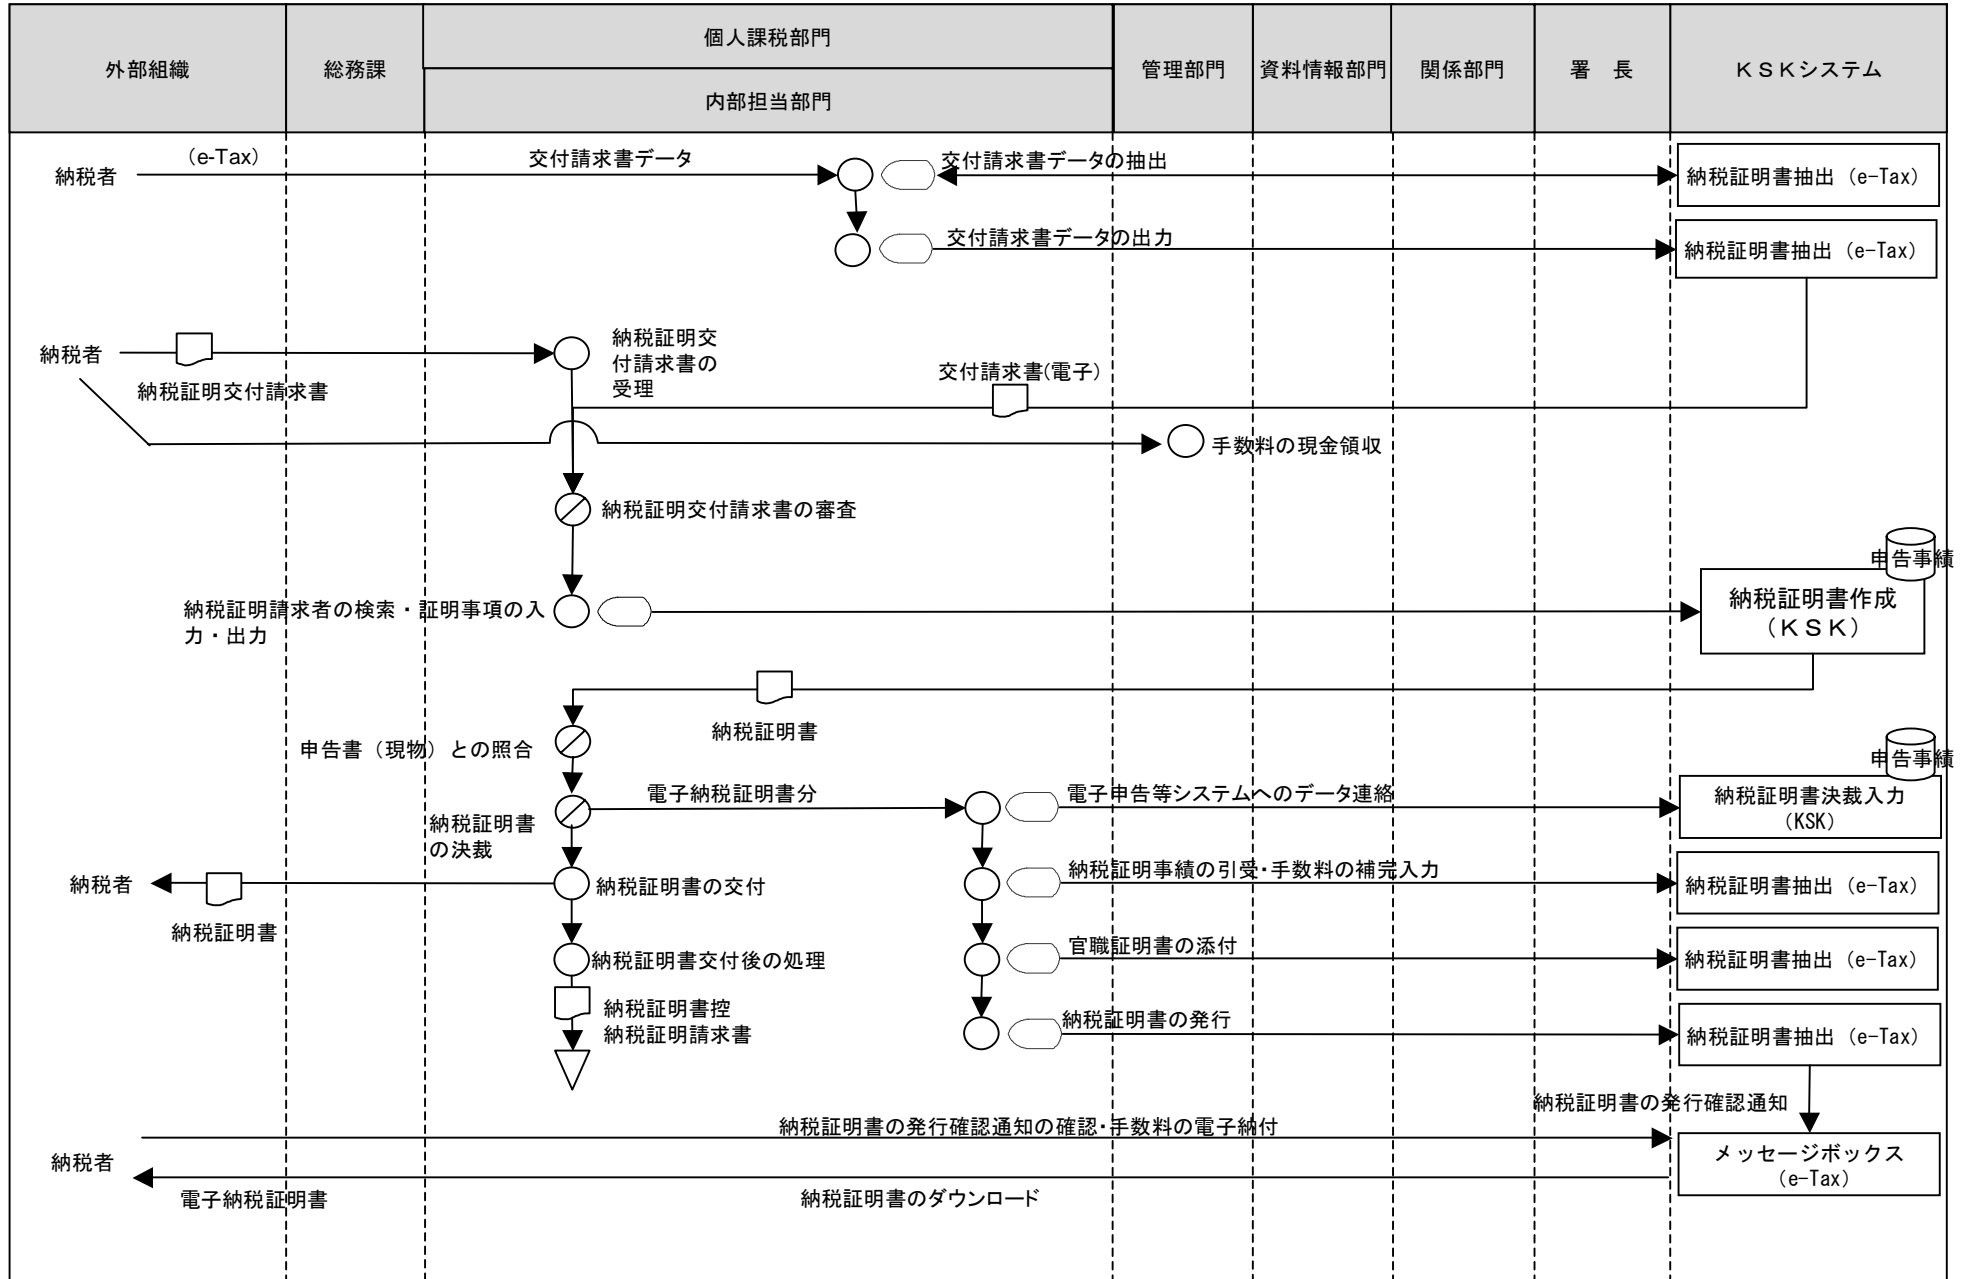 外部組織
総務課
個人課税部門
内部担当部門
管理部門
資料情報部門
関係部門
署　長
ＫＳＫシステム
納税者
（e-Tax）
交付請求書データ
交付請求書データの抽出
納税証明書抽出（e-Tax）
交付請求書データの出力
納税証明書抽出（e-Tax）
納税者
納税証明交付請求書
納税証明交
付請求書の
受理
交付請求書(電子)
手数料の現金領収
納税証明交付請求書の審査
申告事績
納税証明請求者の検索・証明事項の入
力・出力
納税証明書作成
（ＫＳＫ）
納税証明書
申告書（現物）との照合
申告事績
電子納税証明書分
電子申告等システムへのデータ連絡
納税証明書決裁入力
（KSK）
納税証明書
の決裁
納税者
納税証明書
納税証明書の交付
納税証明事績の引受・手数料の補完入力
納税証明書抽出（e-Tax）
納税証明書交付後の処理
官職証明書の添付
納税証明書抽出（e-Tax）
納税証明書控
納税証明請求書
納税証明書の発行
納税証明書抽出（e-Tax）
納税証明書の発行確認通知
納税証明書の発行確認通知の確認・手数料の電子納付
納税者
メッセージボックス
（e-Tax）
電子納税証明書
納税証明書のダウンロード